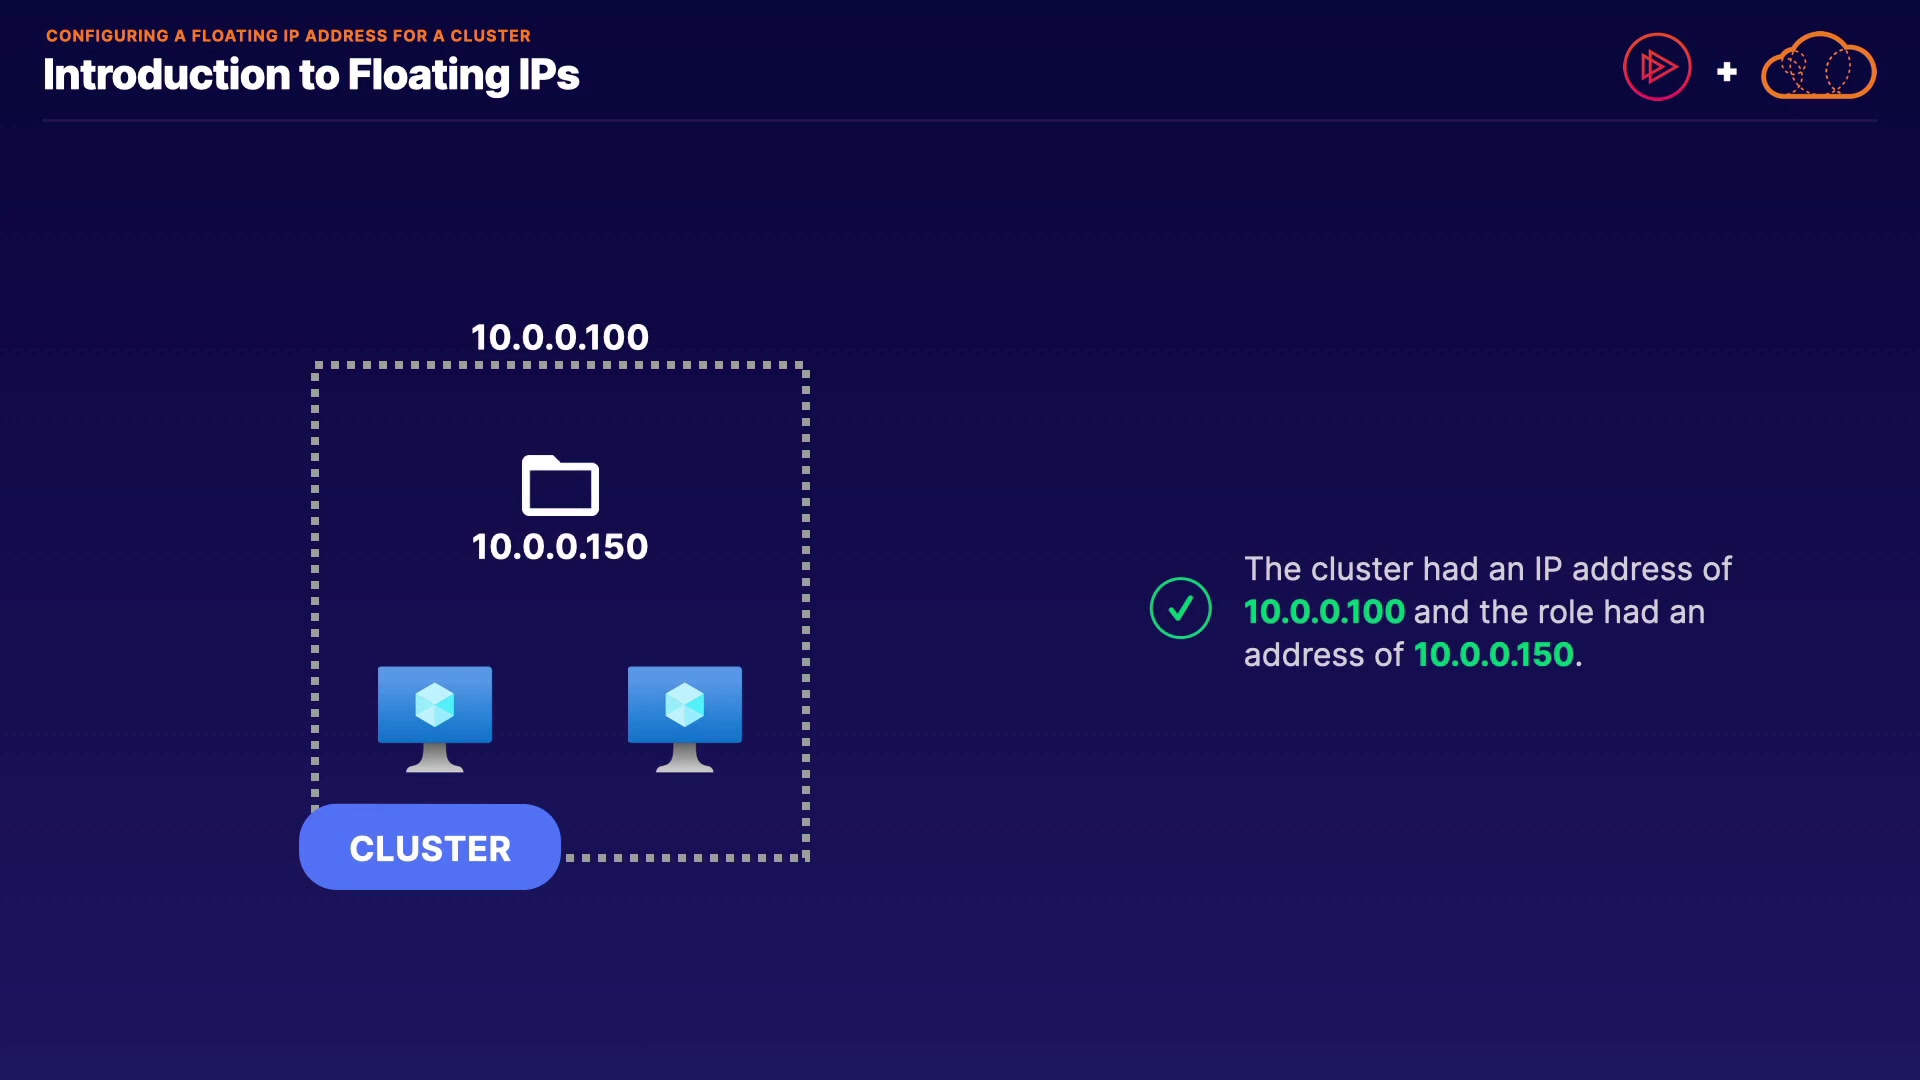 CONFIGURING A FLOATING IP ADDRESS FOR A CLUSTER
Introduction to Floating IPs
10.0.0.100
10.0.0.150
CLUSTER
The cluster had an IP address of
10.0.0.100 and the role had an
address of 10.0.0.150.